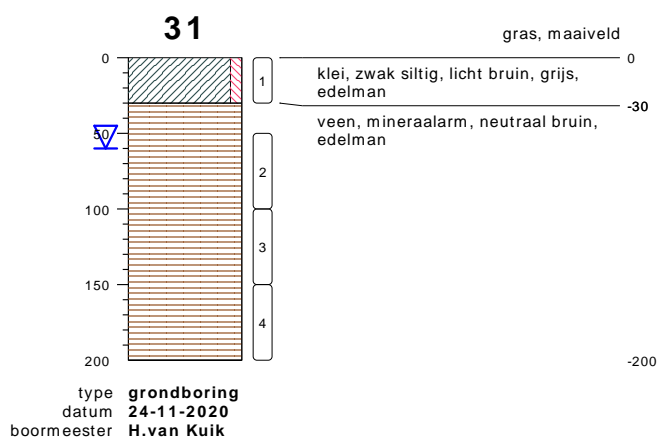 31
gras, maaiveld
0
0
klei, zwak siltig, licht bruin, grijs,
edelman
1
-30
veen, mineraalarm, neutraal bruin,
edelman
50
2
100
3
150
4
200
-200
type grondboring
datum 24-11-2020
boormeester H.van Kuik